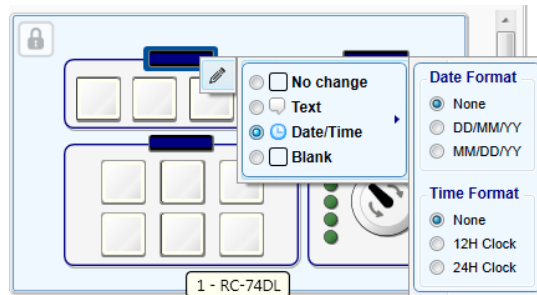 No change
Text
Date/Time
Blank
Date Format
None
DD/MM/YY
MM/DD/YY
Time Format
None
12H Clock
24H Clock
1 - RC-74DL